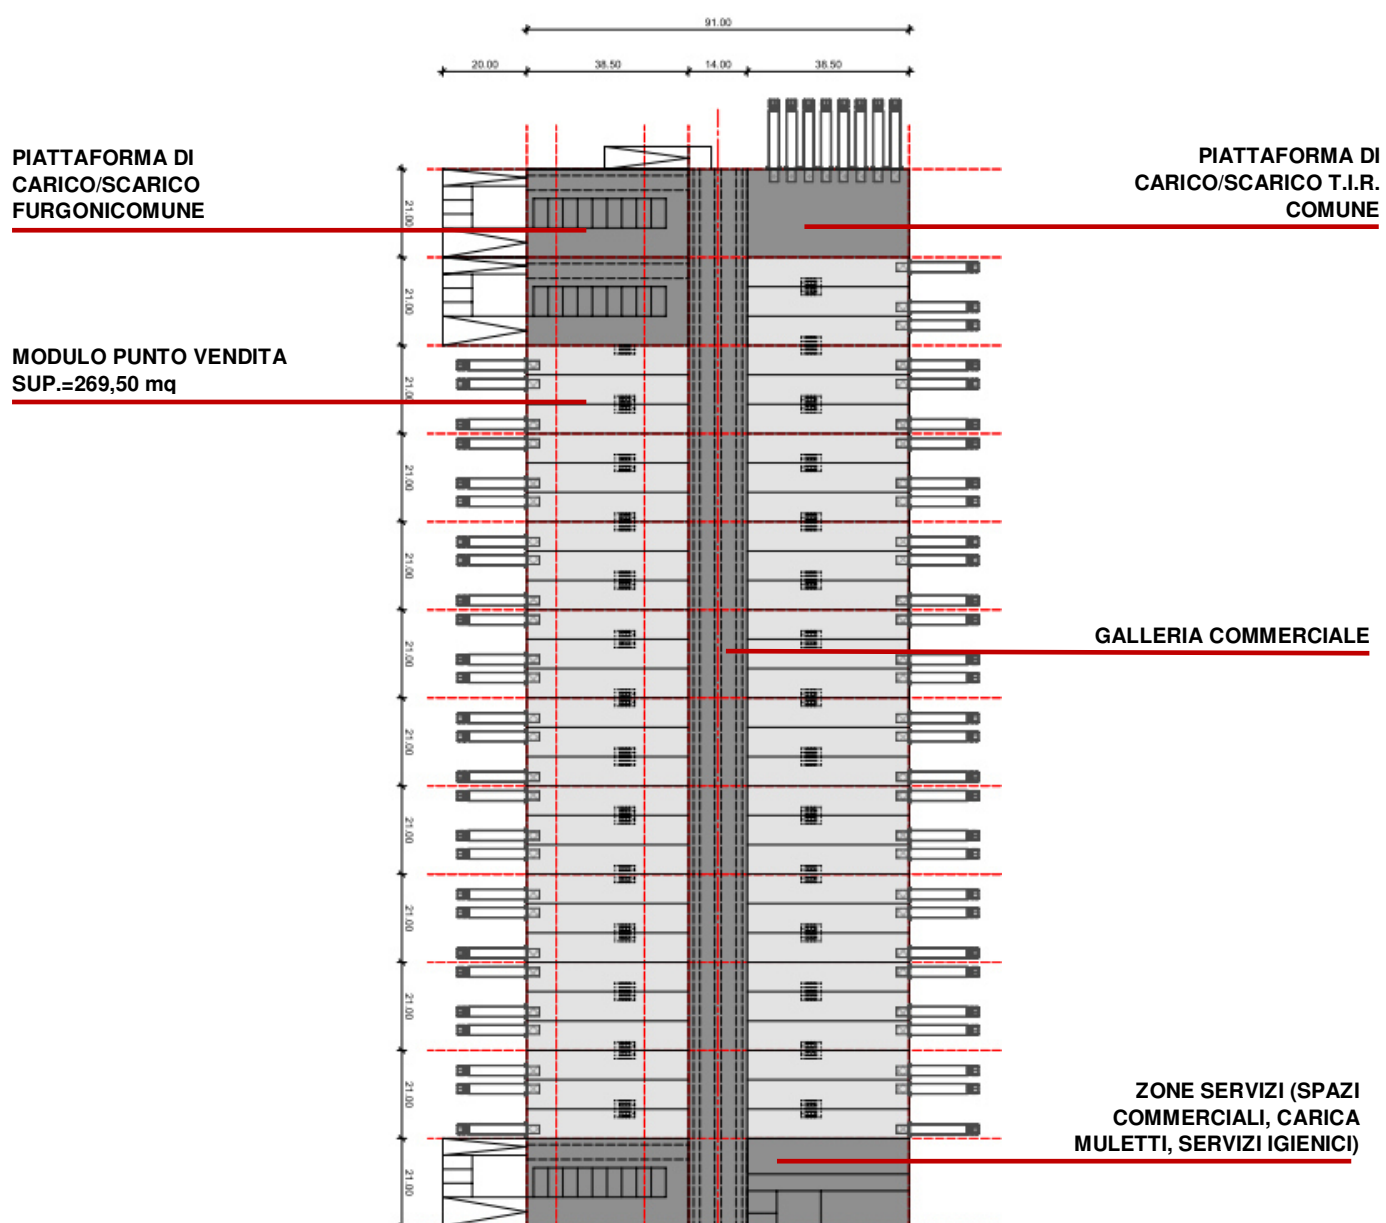 91.00
20.00 38.50 14.00 38.50
PIATTAFORMA DI
CARICO/SCARICO
FURGONICOMUNE
PIATTAFORMA DI
CARICO/SCARICO T.I.R.
COMUNE
21.00
21.00
MODULO PUNTO VENDITA
SUP.=269,50 mq
21.00
21.00
21.00
21.00
GALLERIA COMMERCIALE
21.00
21.00
21.00
21.00
21.00
ZONE SERVIZI (SPAZI
COMMERCIALI, CARICA
MULETTI, SERVIZI IGIENICI)
21.00